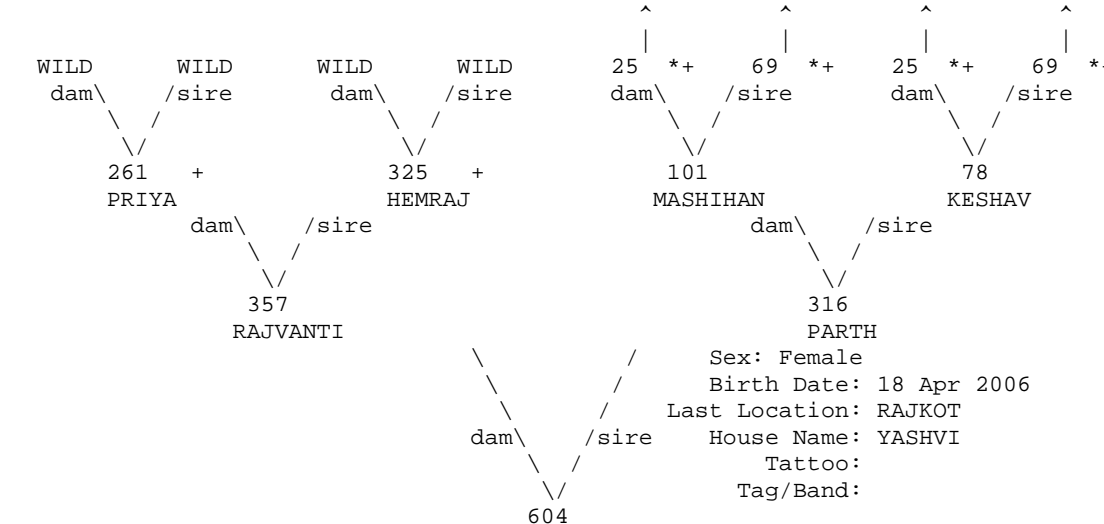 ^ ^ ^ ^
| | | |
WILD WILD WILD WILD 25 *+ 69 *+ 25 *+ 69 *+
dam\ /sire dam\ /sire dam\ /sire dam\ /sire
\ / \ / \ / \ /
\/ \/ \/ \/
261 + 325 + 101 78
PRIYA HEMRAJ MASHIHAN KESHAV
dam\ /sire dam\ /sire
\ / \ /
\/ \/
357 316
RAJVANTI PARTH
\ / Sex: Female
\ / Birth Date: 18 Apr 2006
\ / Last Location: RAJKOT
dam\ /sire House Name: YASHVI
\ / Tattoo:
\/ Tag/Band:
604